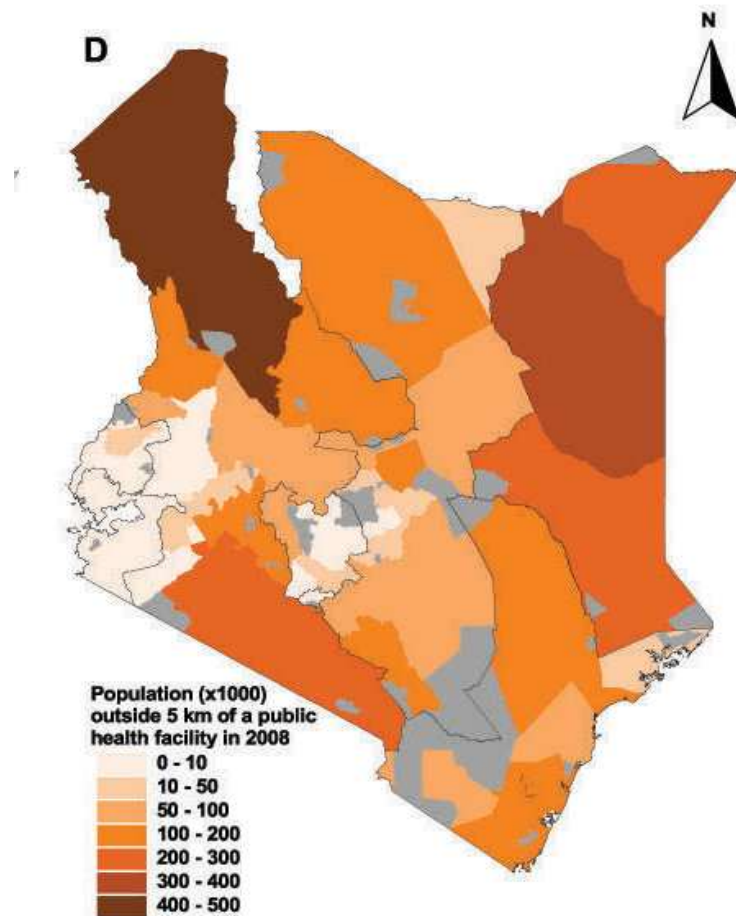 D
N
Population (x1000)
outside 5 km of a public
health facility in 2008
0 - 10
10 - 50
50 - 100
100 - 200
200 - 300
300 - 400
400 - 500